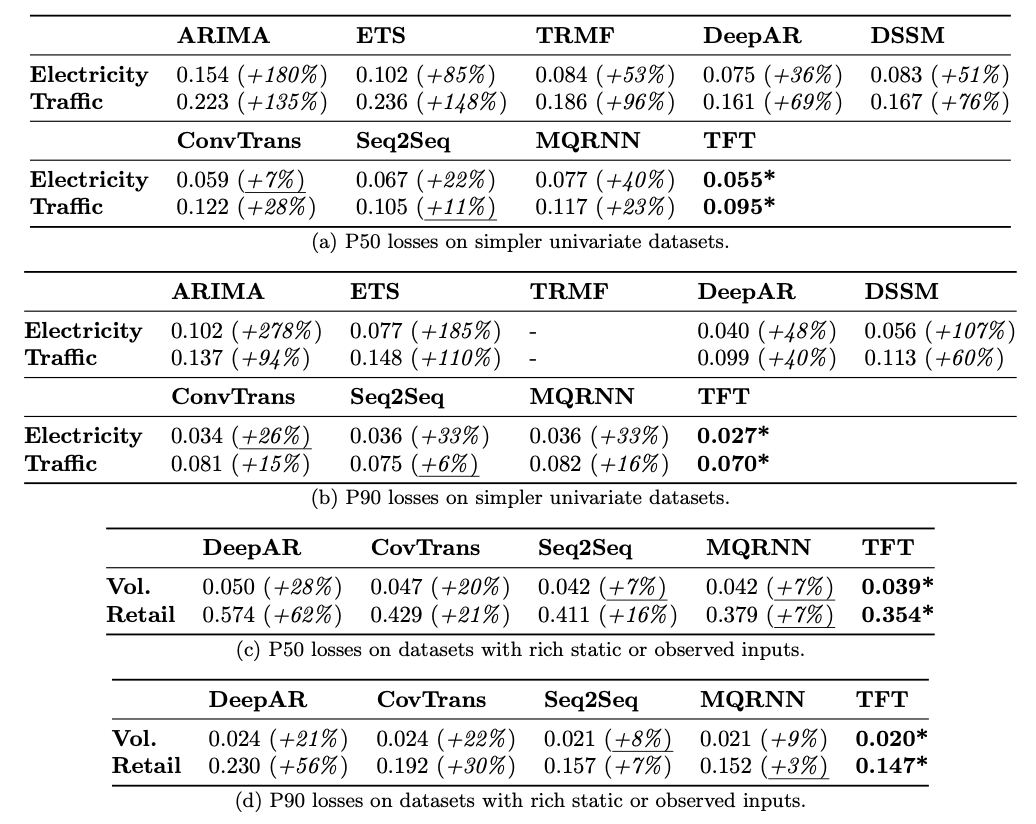 ARIMA ETS TRMF DeepAR DSSM
Electricity 0.154 (+180%) 0.102 (+85%) 0.084 (+53%) 0.075 (+36%) 0.083 (+51%)
Traffic 0.223 (+135%) 0.236 (+148%) 0.186 (+96%) 0.161 (+69%) 0.167 (+76%)
ConvTrans Seq2Seq MQRNN TFT
Electricity 0.059 (+7%) 0.067 (+22%) 0.077 (+40%) 0.055*
Traffic 0.122 (+28%) 0.105 (+11%) 0.117 (+23%) 0.095*
(a) P50 losses on simpler univariate datasets.
ARIMA ETS TRMF DeepAR DSSM
Electricity 0.102 (+278%) 0.077 (+185%) - 0.040 (+48%) 0.056 (+107%)
Traffic 0.137 (+94%) 0.148 (+110%) - 0.099 (+40%) 0.113 (+60%)
ConvTrans Seq2Seq MQRNN TFT
Electricity 0.034 (+26%) 0.036 (+33%) 0.036 (+33%) 0.027*
Traffic 0.081 (+15%) 0.075 (+6%) 0.082 (+16%) 0.070*
(b) P90 losses on simpler univariate datasets.
DeepAR CovTrans Seq2Seq MQRNN TFT
Vol. 0.050 (+28%) 0.047 (+20%) 0.042 (+7%) 0.042 (+7%) 0.039*
Retail 0.574 (+62%) 0.429 (+21%) 0.411 (+16%) 0.379 (+7%) 0.354*
(c) P50 losses on datasets with rich static or observed inputs.
DeepAR CovTrans Seq2Seq MQRNN TFT
Vol. 0.024 (+21%) 0.024 (+22%) 0.021 (+8%) 0.021 (+9%) 0.020*
Retail 0.230 (+56%) 0.192 (+30%) 0.157 (+7%) 0.152 (+3%) 0.147*
(d) P90 losses on datasets with rich static or observed inputs.